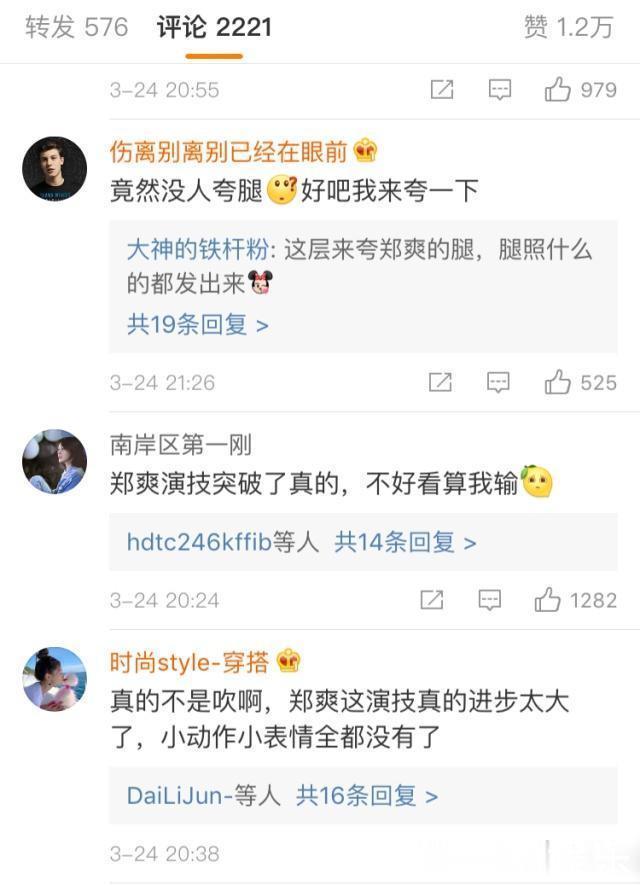 转发 576 评论 2221 赞 1.2万
3-24 20:55 979
伤离别离别已经在眼前
竟然没人夸腿好吧我来夸一下
大神的铁杆粉: 这层来夸郑爽的腿，腿照什么
的都发出来
共19条回复 >
3-24 21:26 525
南岸区第一刚
郑爽演技突破了真的，不好看算我输
hdtc246kffib等人 共14条回复 >
3-24 20:24 1282
时尚style-穿搭
真的不是吹啊，郑爽这演技真的进步太大
了，小动作小表情全都没有了
DaiLiJun-等人 共16条回复 >
3-24 20:38